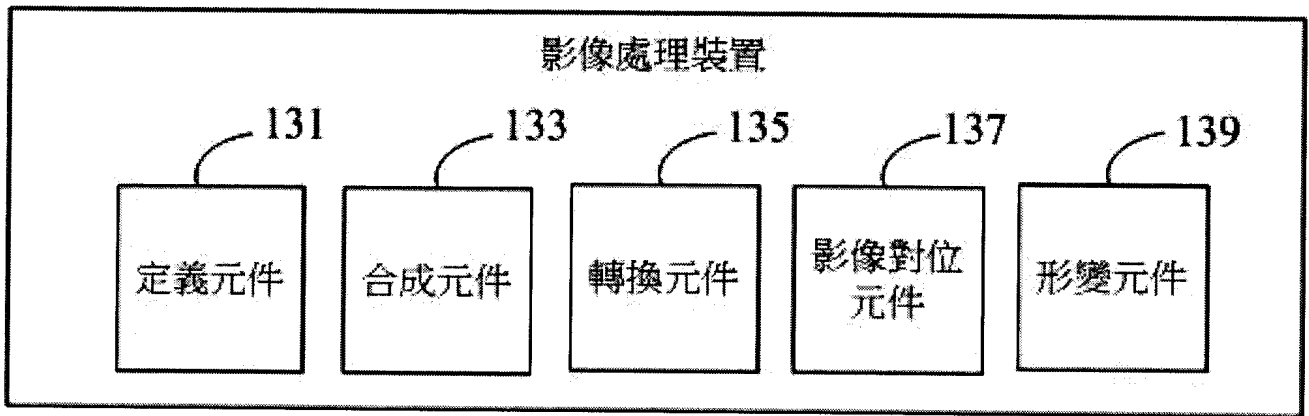 影像處理裝置
131
133
135
137
139
定義元件
合成元件
轉換元件
影像對位
元件
形變元件